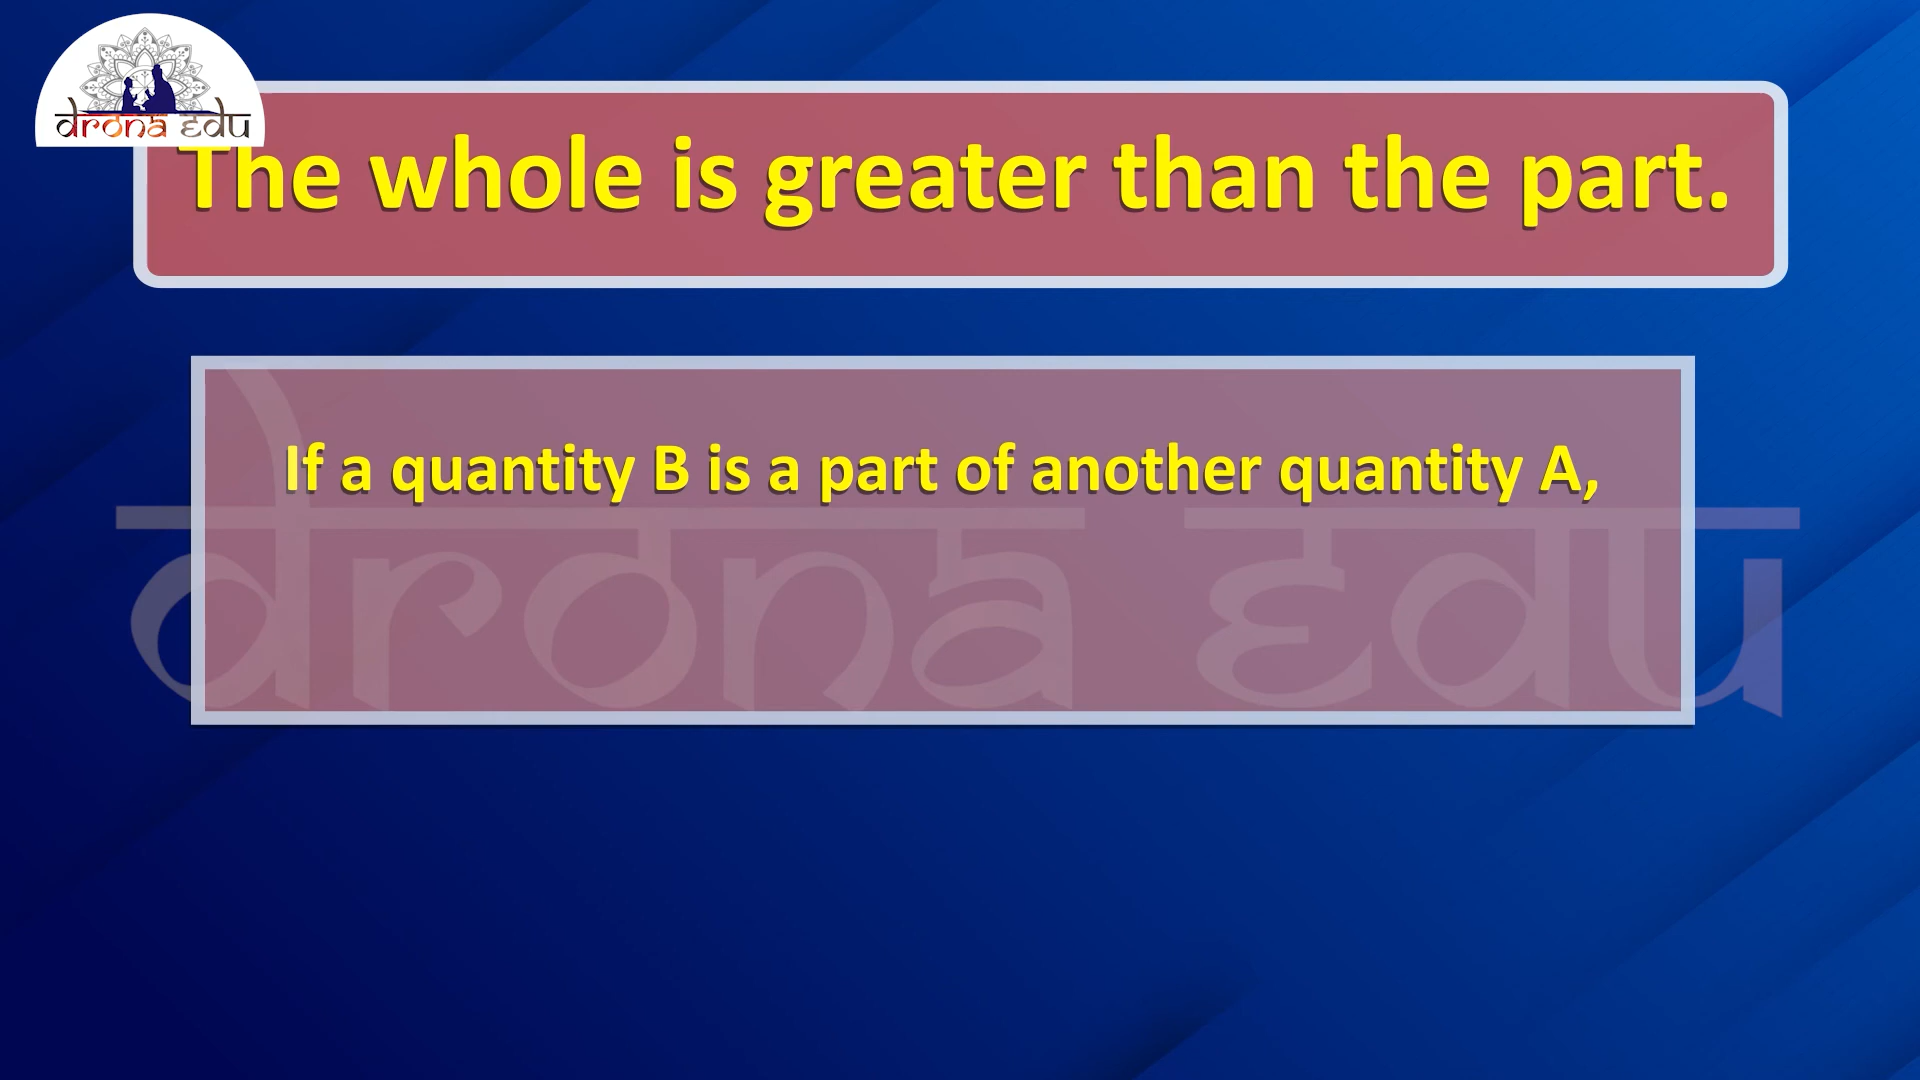 drona edu
The whole is greater than the part.
If a quantity B is a part of another quantity A,
drona edu